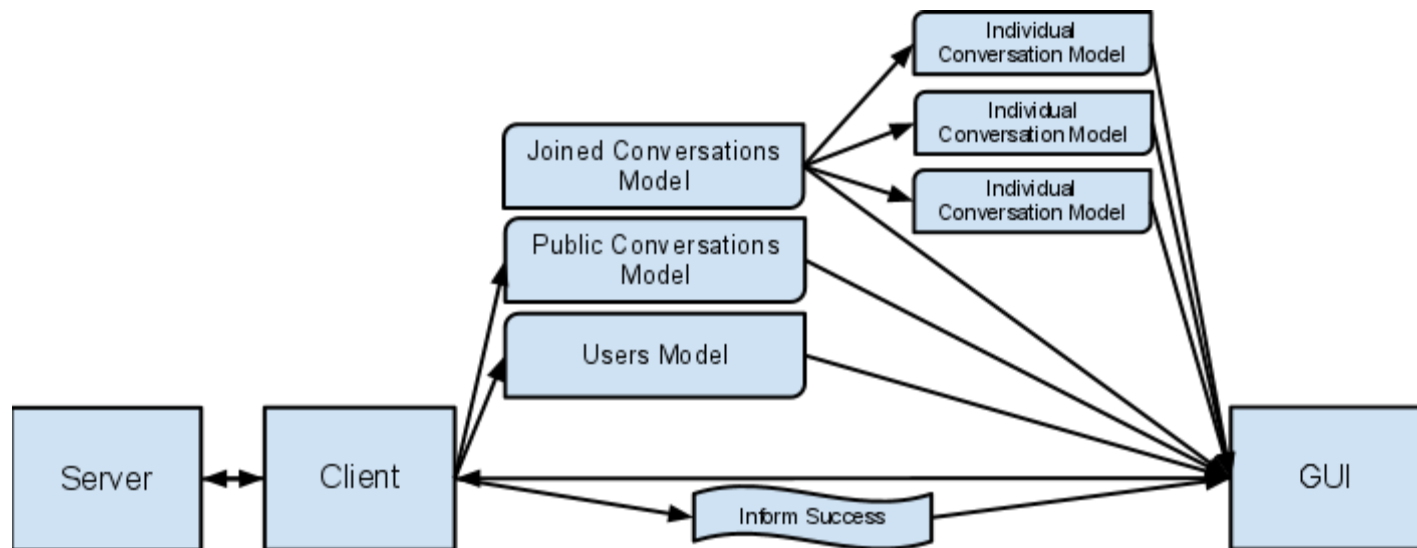 Individual
Conversation Model
Individual
Conversation Model
Joined Conversations
Model
Individual
Conversation Model
Public Conversations
Model
Users Model
Server
Client
GUI
Inform Success